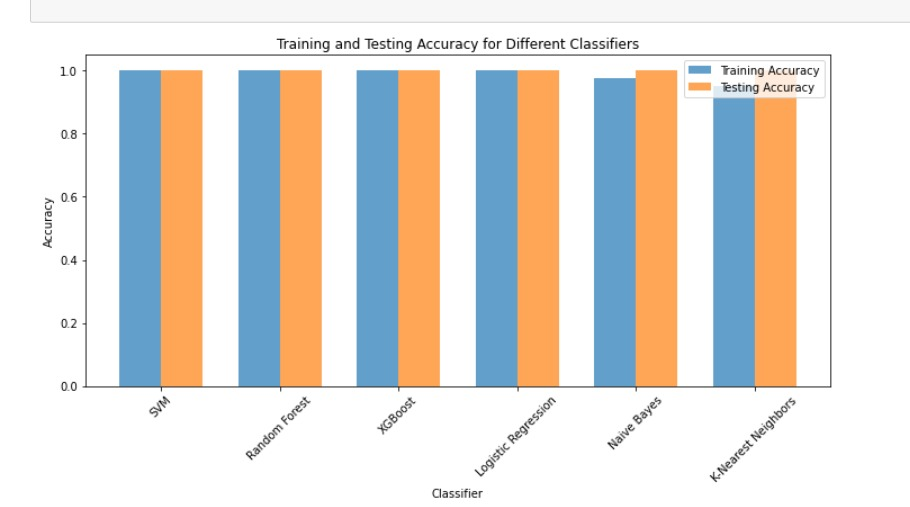 Training and Testing Accuracy for Different Classifiers
Training Accuracy
Testing Accuracy
1.0
0.8
0.6
0.4
0.2
0.0
Accuracy
SVM
Random Forest
XGBoost
Logistic Regression
Naive Bayes
K-Nearest Neighbors
Classifier